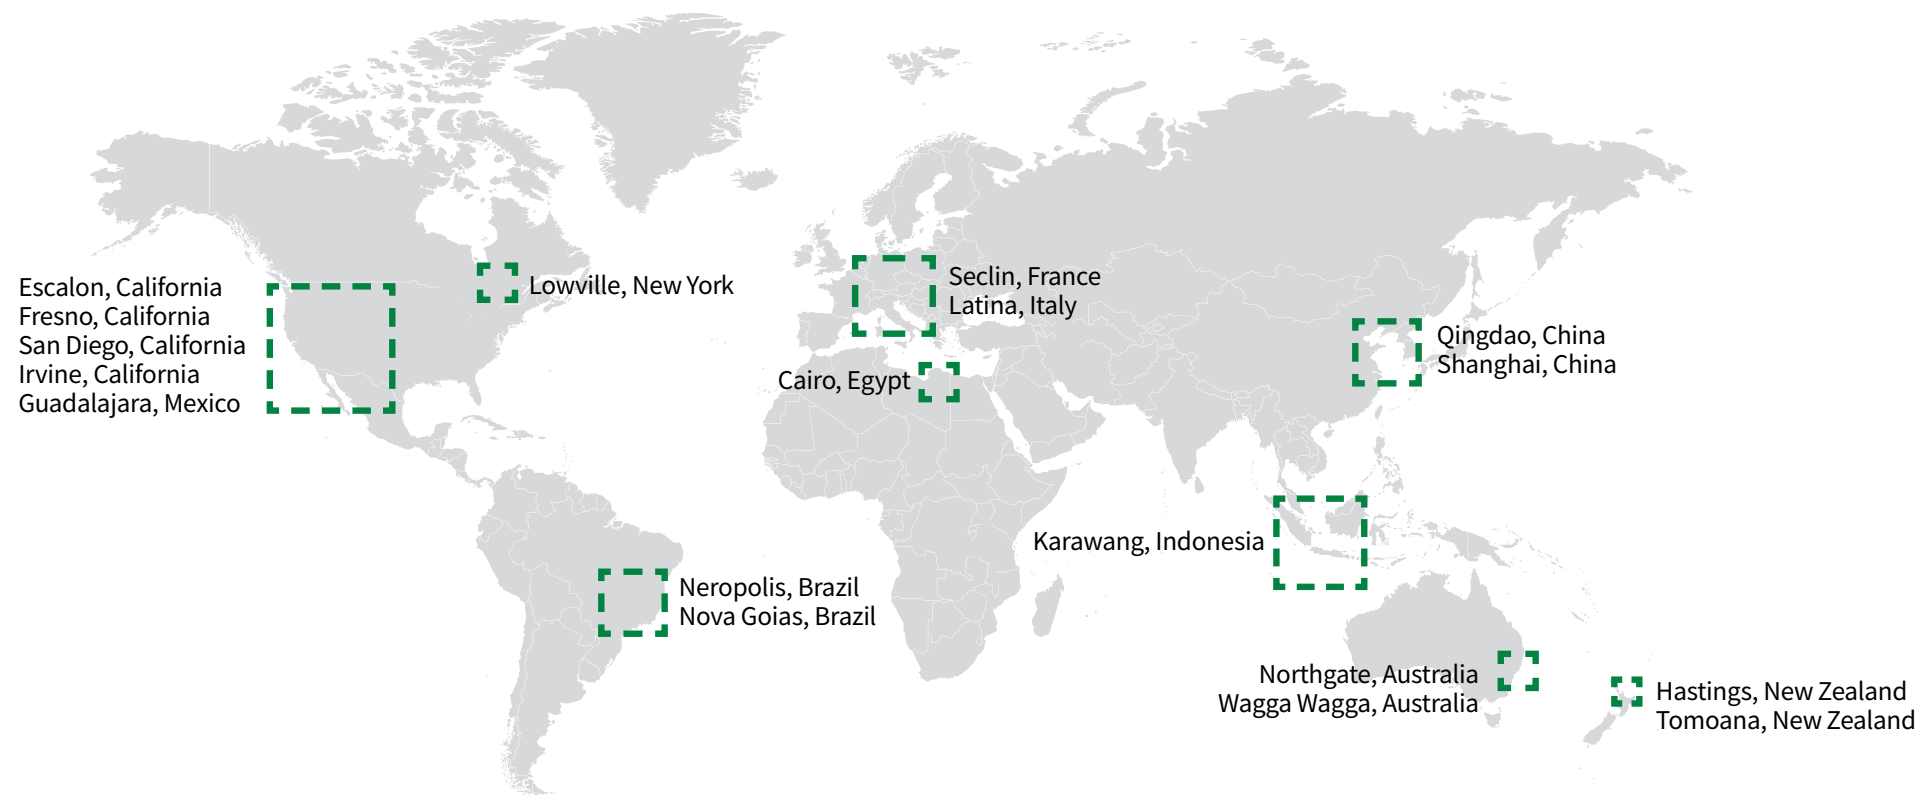 Escalon, California
Fresno, California
San Diego, California
Irvine, California
Guadalajara, Mexico
Lowville, New York
Seclin, France
Latina, Italy
Cairo, Egypt
Qingdao, China
Shanghai, China
Karawang, Indonesia
Neropolis, Brazil
Nova Goias, Brazil
Northgate, Australia
Wagga Wagga, Australia
Hastings, New Zealand
Tomoana, New Zealand